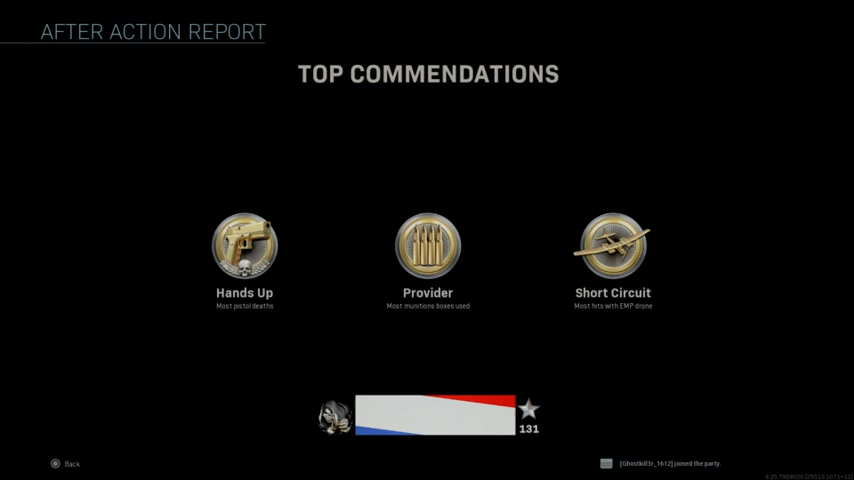 AFTER ACTION REPORT
TOP COMMENDATIONS
Hands Up
Most pistol deaths
Provider
Most munitions boxes used
Short Circuit
Most hits with EMP drone
131
Back
[Ghostkill3r_1612] joined the party.